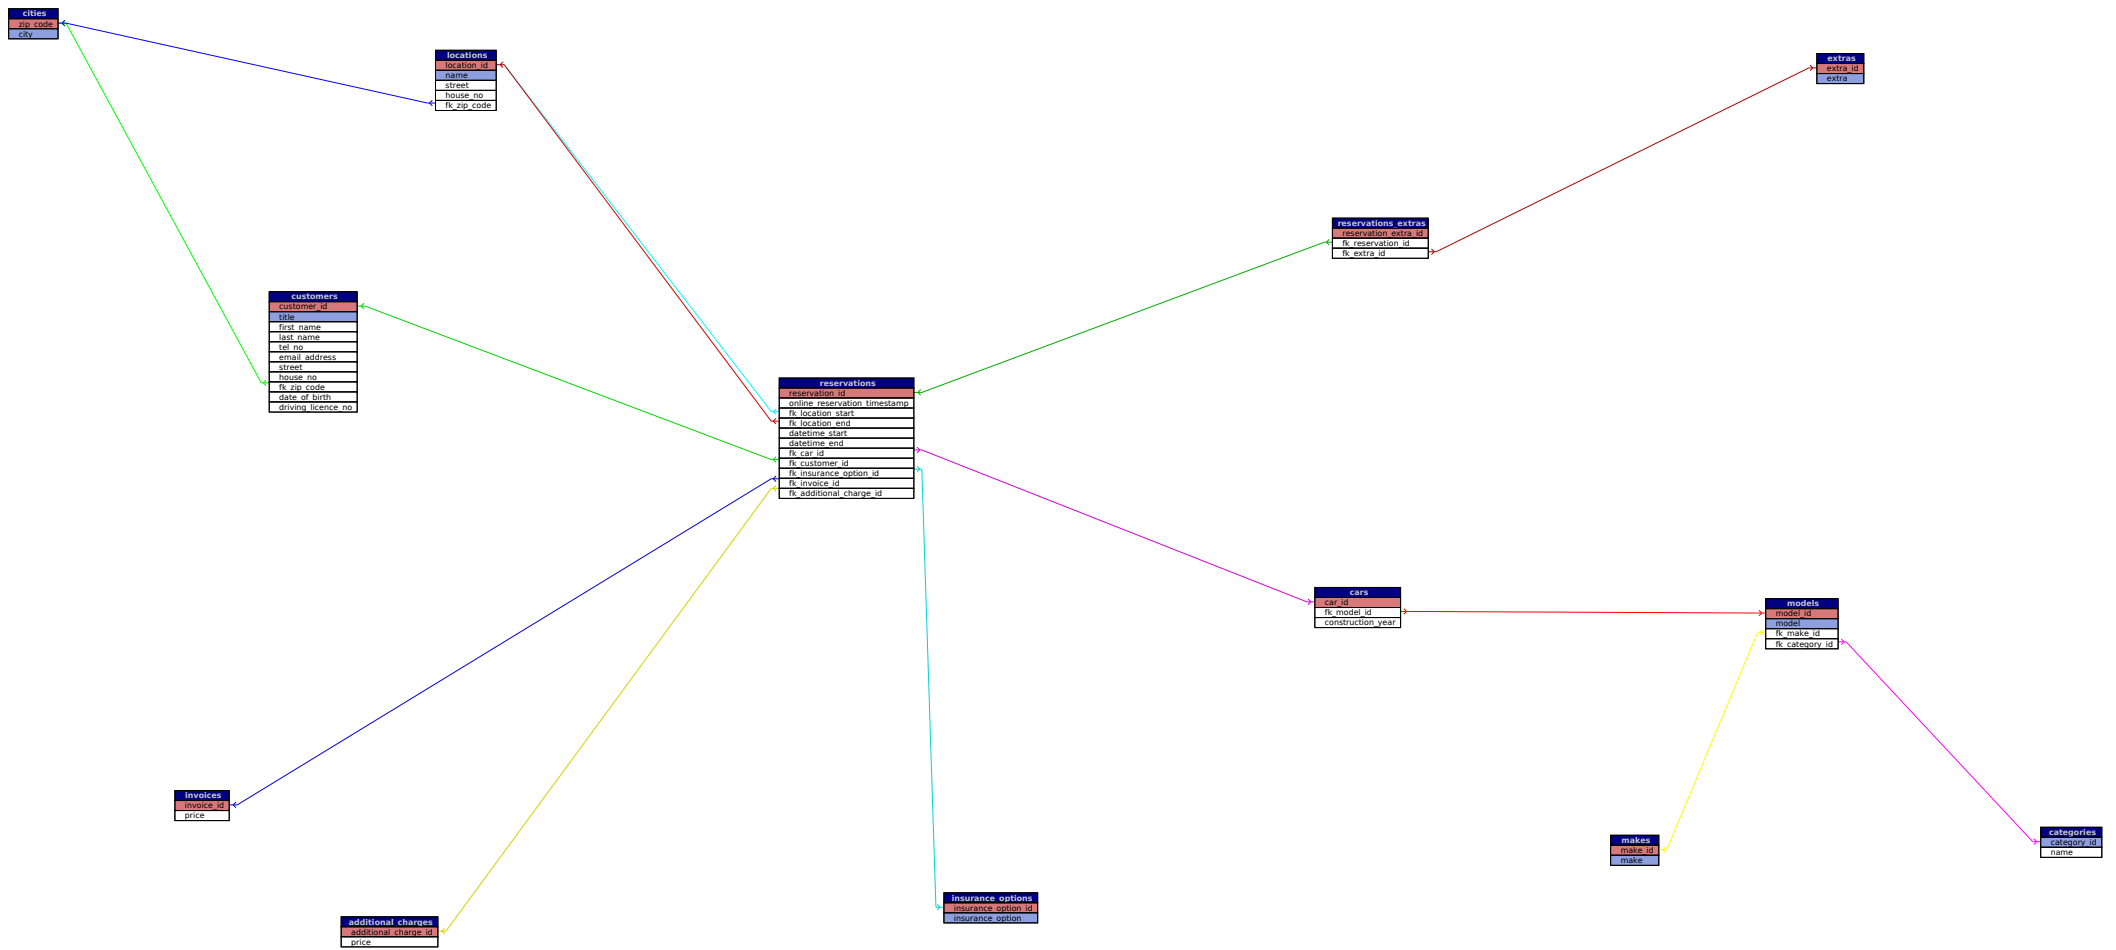 cities
zip_code
city
locations
location_id
name
street
house_no
fk_zip_code
extras
extra_id
extra
reservations_extras
reservation_extra_id
fk_reservation_id
fk_extra_id
customers
customer_id
title
first_name
last_name
tel_no
email_address
street
house_no
fk_zip_code
date_of_birth
driving_licence_no
reservations
reservation_id
online_reservation_timestamp
fk_location_start
fk_location_end
datetime_start
datetime_end
fk_car_id
fk_customer_id
fk_insurance_option_id
fk_invoice_id
fk_additional_charge_id
cars
car_id
fk_model_id
construction_year
models
model_id
model
fk_make_id
fk_category_id
invoices
invoice_id
price
makes
make_id
make
categories
category_id
name
insurance_options
insurance_option_id
insurance_option
additional_charges
additional_charge_id
price